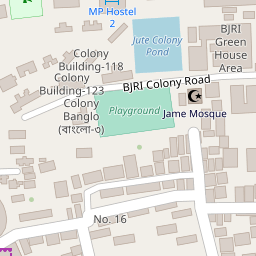 MP Hostel
2
Jute Colony
Pond
BJRI
Green
House
Area
Colony
Building-118
Colony
Building-123
Colony
Banglo
(বাংলো-৩)
BJRI Colony Road
Playground
Jame Mosque
No. 16